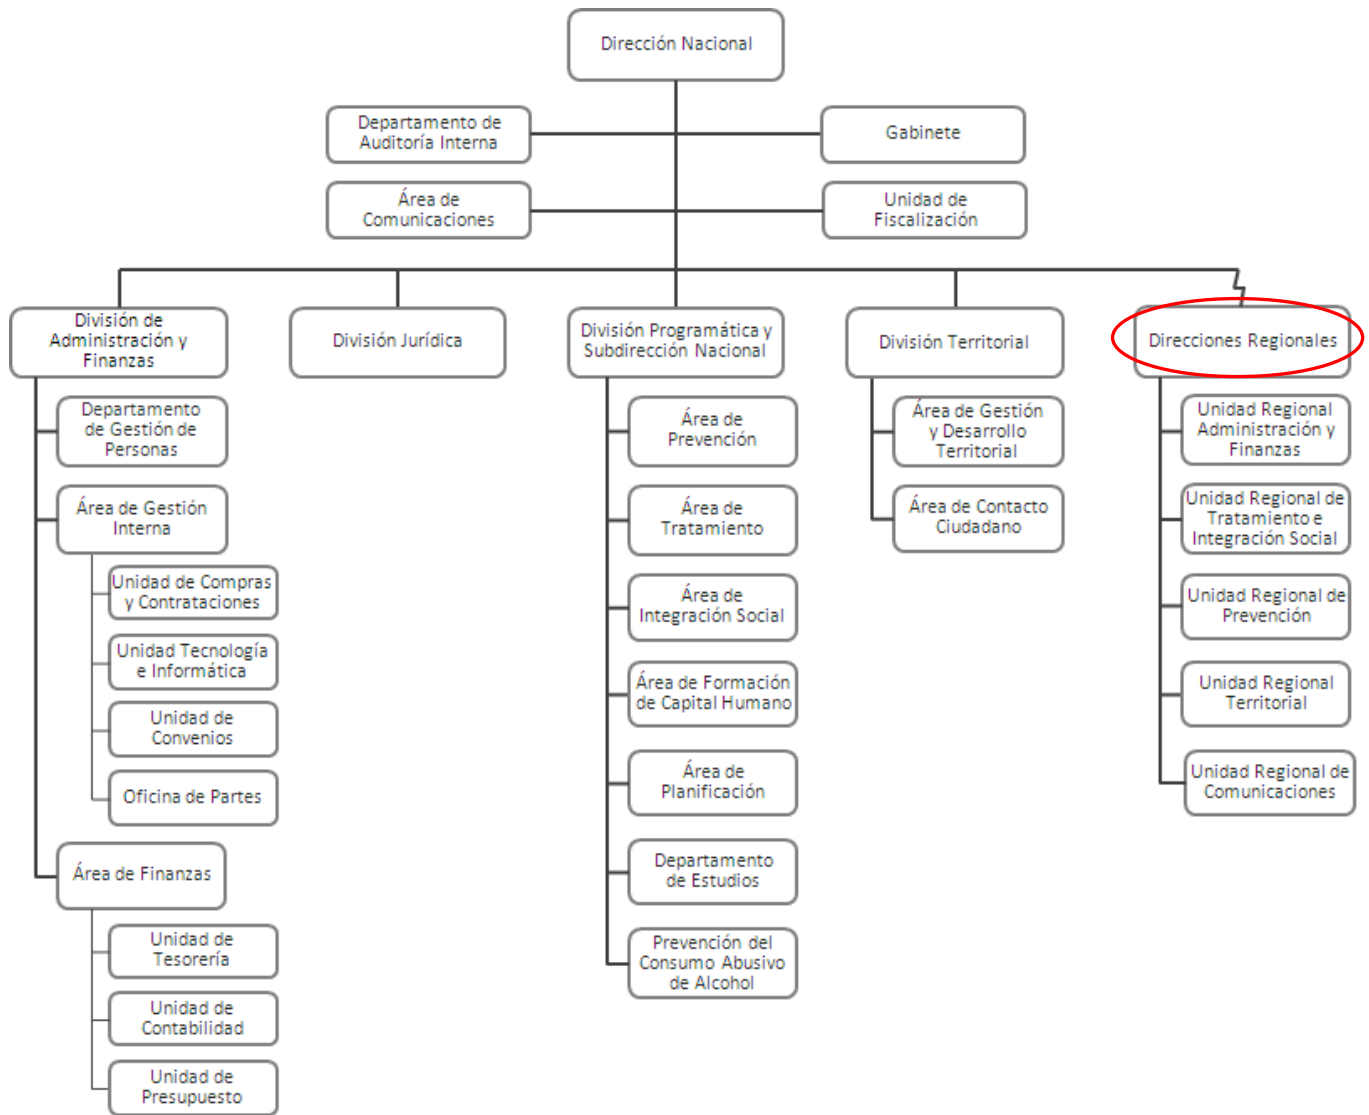 Dirección Nacional
Departamento de
Auditoría Interna
Gabinete
Área de
Comunicaciones
Unidad de
Fiscalización
División de
Administración y
Finanzas
División Jurídica
División Programática y
Subdirección Nacional
División Territorial
Direcciones Regionales
Departamento
de Gestión de
Personas
Área de Gestión
Interna
Unidad de Compras
y Contrataciones
Unidad Tecnología
e Informática
Unidad de
Convenios
Oficina de Partes
Área de Finanzas
Unidad de
Tesorería
Unidad de
Contabilidad
Unidad de
Presupuesto
Área de
Prevención
Área de
Tratamiento
Área de
Integración Social
Área de Formación
de Capital Humano
Área de
Planificación
Departamento
de Estudios
Prevención del
Consumo Abusivo
de Alcohol
Área de Gestión
y Desarrollo
Territorial
Área de Contacto
Ciudadano
Unidad Regional
Administración y
Finanzas
Unidad Regional de
Tratamiento e
Integración Social
Unidad Regional de
Prevención
Unidad Regional
Territorial
Unidad Regional de
Comunicaciones